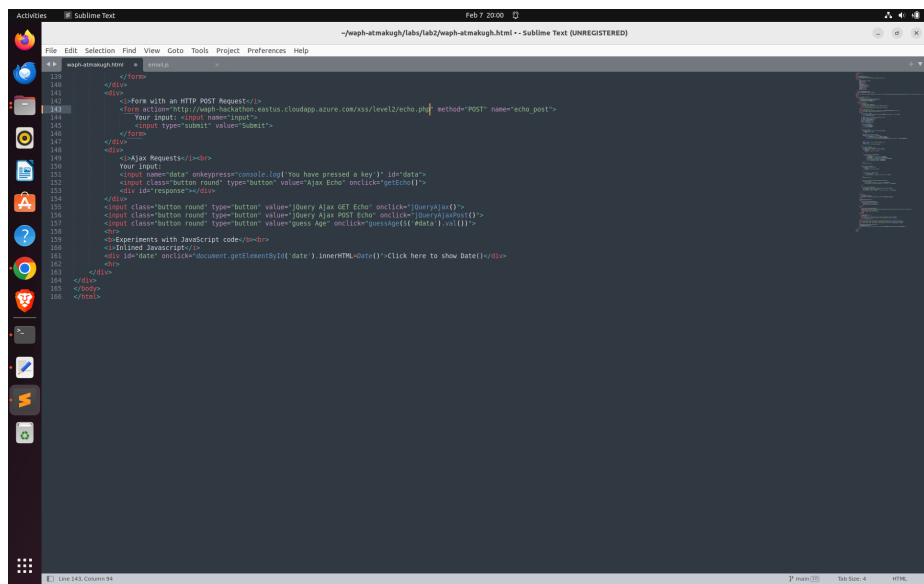 Activities
Sublime Text
Feb 7 20:00
~/waph-atmakugh/labs/lab2/waph-atmakugh.html • - Sublime Text (UNREGISTERED)
File Edit Selection Find View Goto Tools Project Preferences Help
waph-atmakugh.html
email.js
139 </form>
140 </div>
141 <div>
142 <i>Form with an HTTP POST Request</i>
143 <form action="http://waph-hackathon.eastus.cloudapp.azure.com/xss/level2/echo.php" method="POST" name="echo_post">
144 Your input: <input name="input">
145 <input type="submit" value="Submit">
146 </form>
147 </div>
148 <div>
149 <i>Ajax Requests</i><br>
150 Your input:
151 <input name="data" onkeypress="console.log('You have pressed a key')" id="data">
152 <input class="button round" type="button" value="Ajax Echo" onclick="getEcho()">
153 <div id="response"></div>
154 </div>
155 <input class="button round" type="button" value="jQuery Ajax GET Echo" onclick="jQueryAjax()">
156 <input class="button round" type="button" value="jQuery Ajax POST Echo" onclick="jQueryAjaxPost()">
157 <input class="button round" type="button" value="guess Age" onclick="guessAge($('#data').val())">
158 <hr>
159 <b>Experiments with JavaScript code</b><br>
160 <i>Inlined Javascript</i>
161 <div id="date" onclick="document.getElementById('date').innerHTML=Date()">Click here to show Date()</div>
162 <hr>
163 </div>
164 </div>
165 </body>
166 </html>
Line 143, Column 94
main
Tab Size: 4
HTML